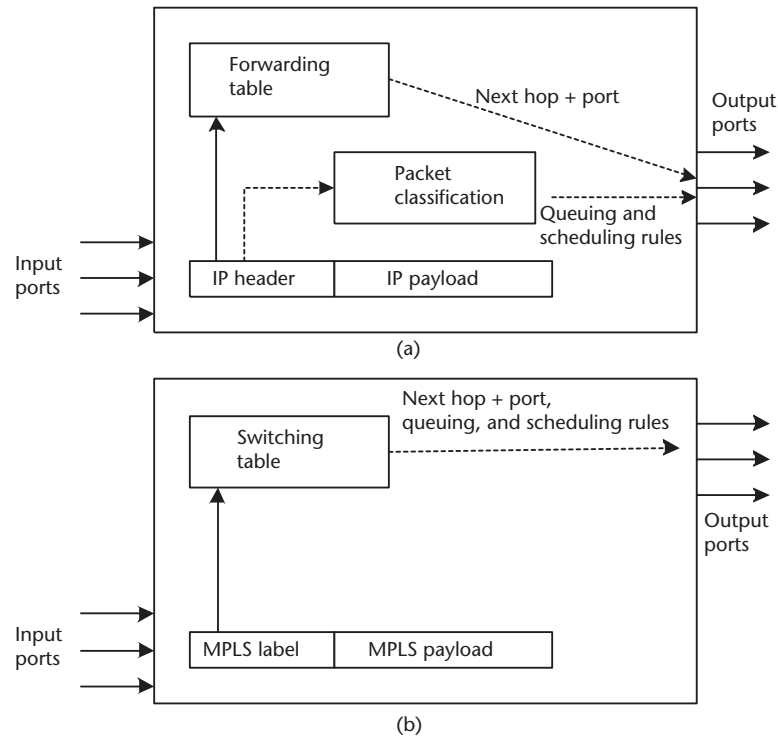 Forwarding
table
Next hop + port
Output
ports
Packet
classification
Queuing and
scheduling rules
Input
ports
IP header
IP payload
(a)
Next hop + port,
queuing, and scheduling rules
Switching
table
Output
ports
Input
ports
MPLS label
MPLS payload
(b)